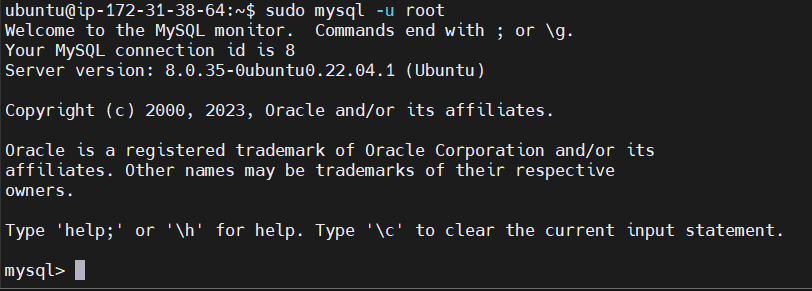 ubuntu@ip-172-31-38-64:~$ sudo mysql -u root
Welcome to the MySQL monitor.  Commands end with ; or \g.
Your MySQL connection id is 8
Server version: 8.0.35-0ubuntu0.22.04.1 (Ubuntu)

Copyright (c) 2000, 2023, Oracle and/or its affiliates.

Oracle is a registered trademark of Oracle Corporation and/or its
affiliates. Other names may be trademarks of their respective
owners.

Type 'help;' or '\h' for help. Type '\c' to clear the current input statement.

mysql>